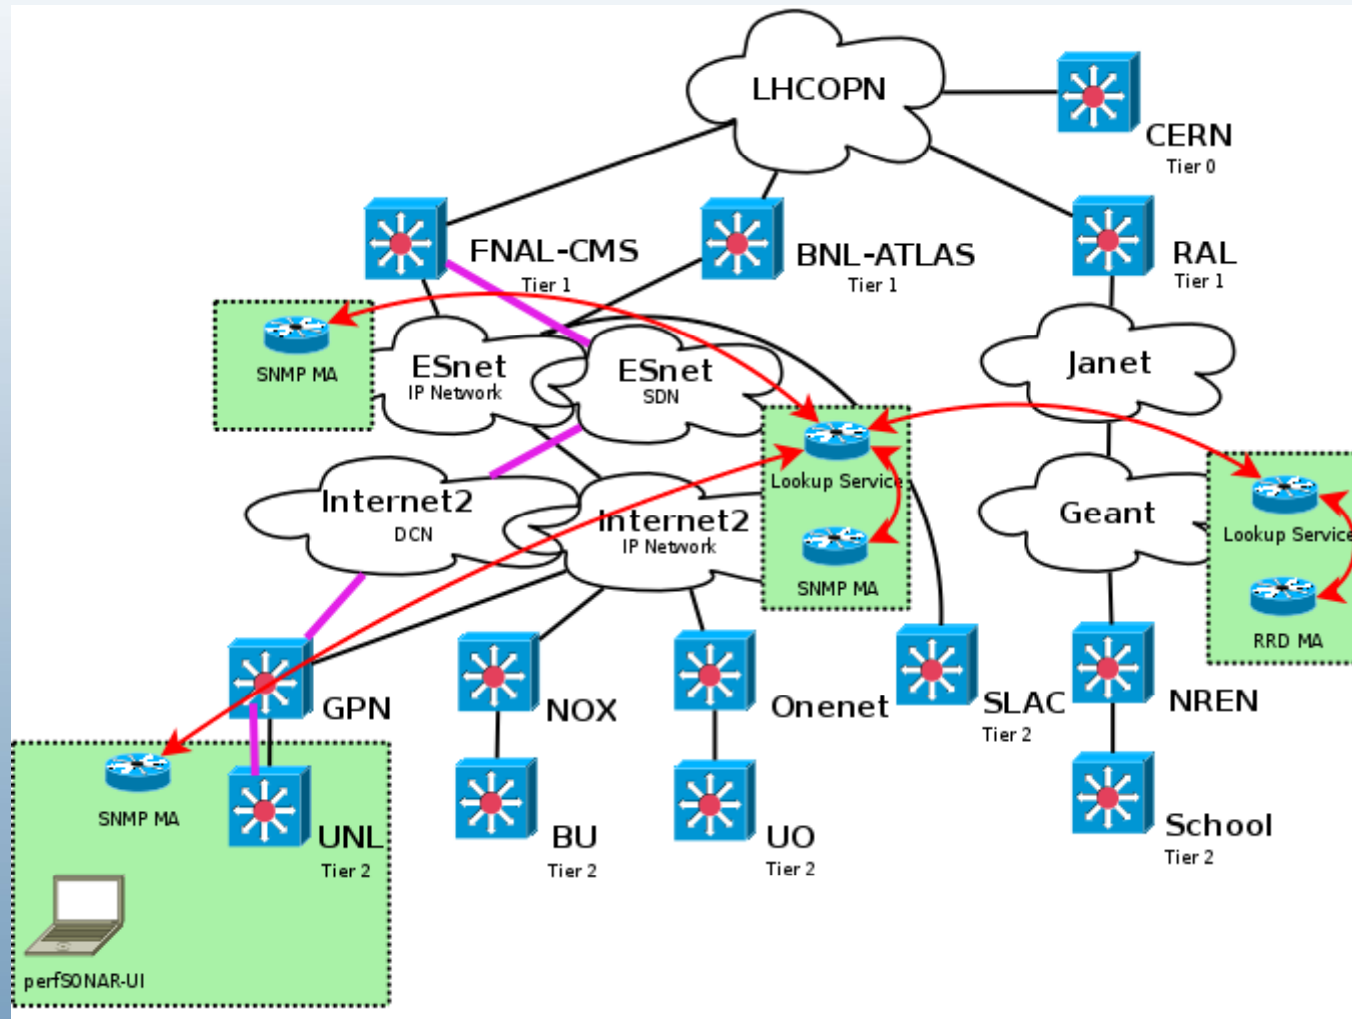 LHCOPN
CERN
Tier 0
FNAL-CMS
Tier 1
BNL-ATLAS
Tier 1
RAL
Tier 1
SNMP MA
ESnet
IP Network
ESnet
SDN
Janet
Lookup Service
SNMP MA
Internet2
DCN
Internet2
IP Network
Geant
Lookup Service
RRD MA
GPN
NOX
Onenet
SLAC
Tier 2
NREN
SNMP MA
UNL
Tier 2
BU
Tier 2
UO
Tier 2
School
Tier 2
perfSONAR-UI